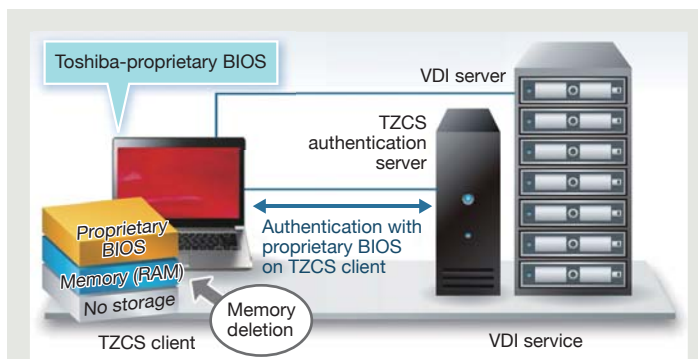 Toshiba-proprietary BIOS
VDI server
TZCS
authentication
server
Authentication with
proprietary BIOS
on TZCS client
Proprietary
BIOS
Memory (RAM)
No storage
Memory
deletion
TZCS client
VDI service